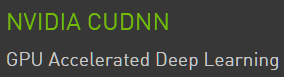 NVIDIA CUDNN
GPU Accelerated Deep Learning